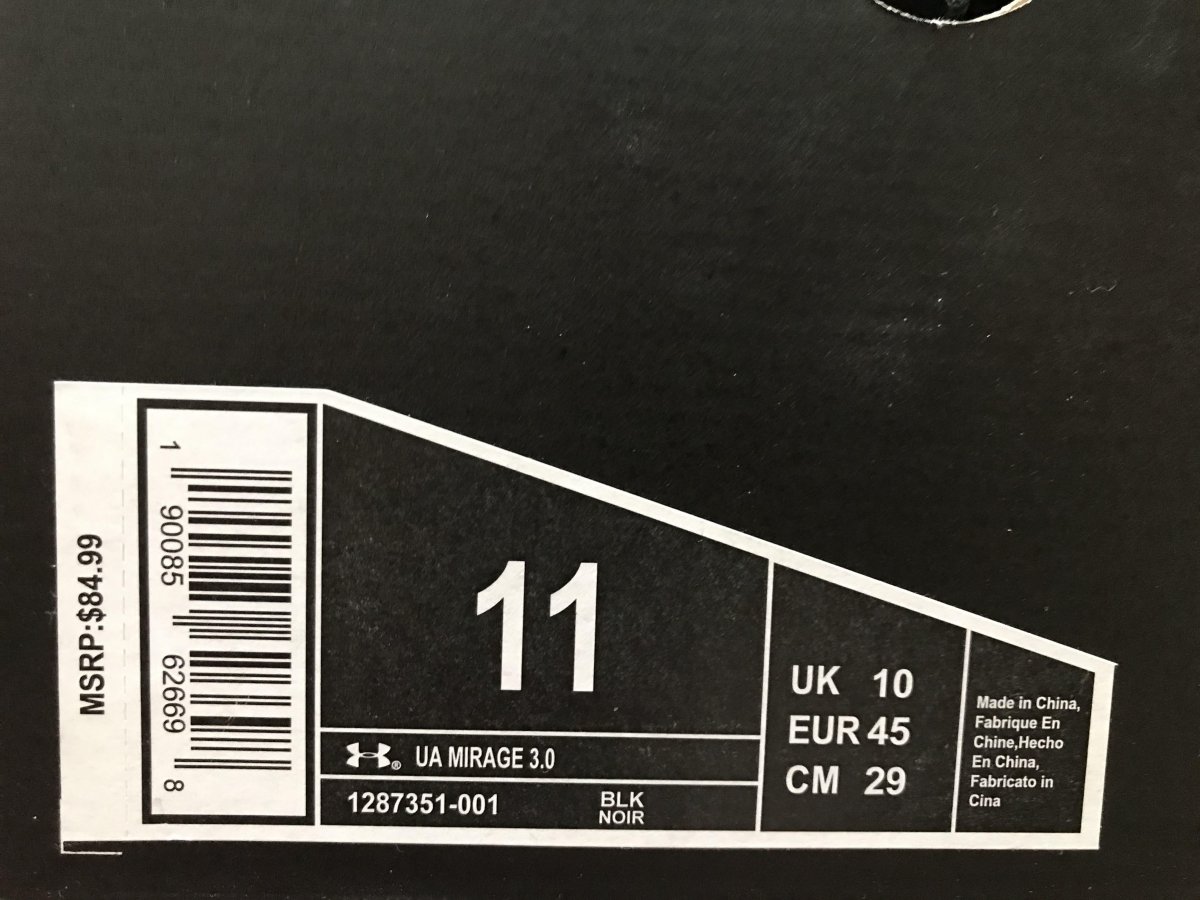 MSRP:$84.99
1 90085 62669 8
11
® UA MIRAGE 3.0
1287351-001
BLK
NOIR
UK 10
EUR 45
CM 29
Made in China,
Fabrique En
Chine,Hecho
En China,
Fabricato in
Cina